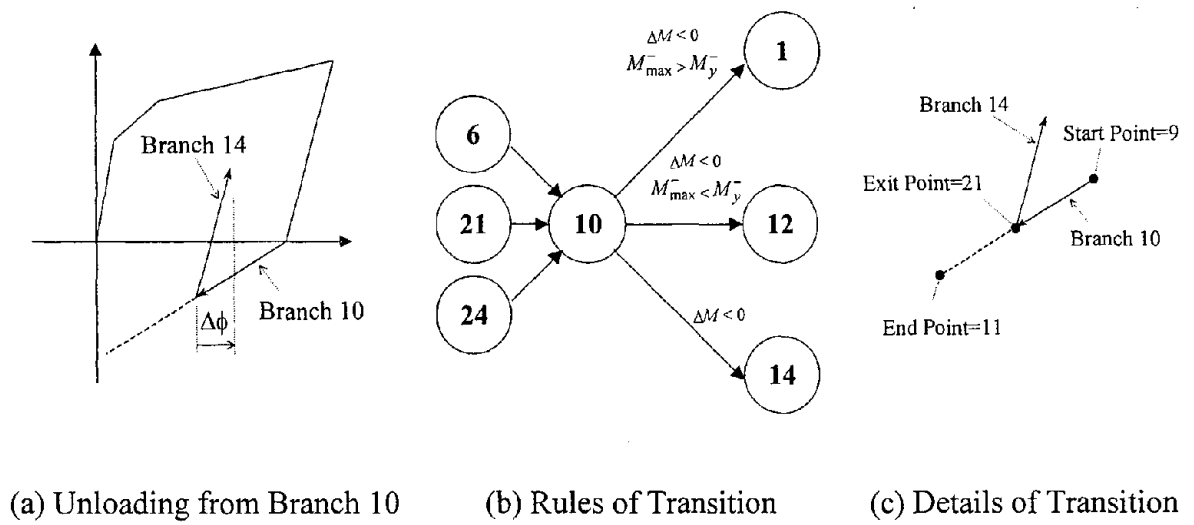 Branch 14
Branch 10
Δϕ
ΔM < 0
M⁻max > M⁻y
1
6
ΔM < 0
M⁻max < M⁻y
21
10
12
24
ΔM < 0
14
Branch 14
Start Point=9
Exit Point=21
Branch 10
End Point=11
(a) Unloading from Branch 10
(b) Rules of Transition
(c) Details of Transition